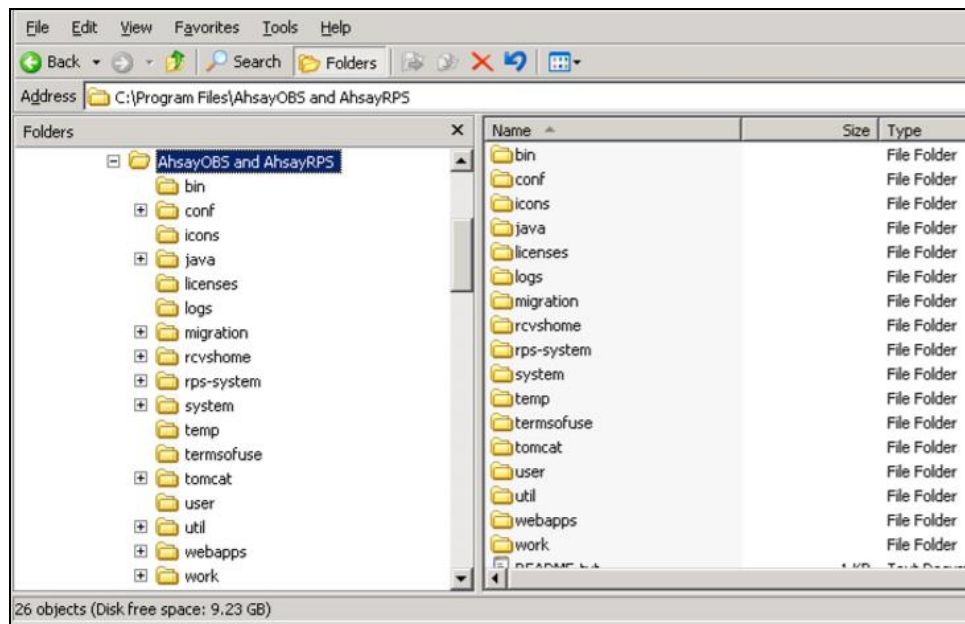 File Edit View Favorites Tools Help
Back Search Folders
Address C:\Program Files\AhsayOBS and AhsayRPS
Folders
AhsayOBS and AhsayRPS
bin
conf
icons
java
licenses
logs
migration
rcvshome
rps-system
system
temp
termsofuse
tomcat
user
util
webapps
work
Name Size Type
bin File Folder
conf File Folder
icons File Folder
java File Folder
licenses File Folder
logs File Folder
migration File Folder
rcvshome File Folder
rps-system File Folder
system File Folder
temp File Folder
termsofuse File Folder
tomcat File Folder
user File Folder
util File Folder
webapps File Folder
work File Folder
26 objects (Disk free space: 9.23 GB)